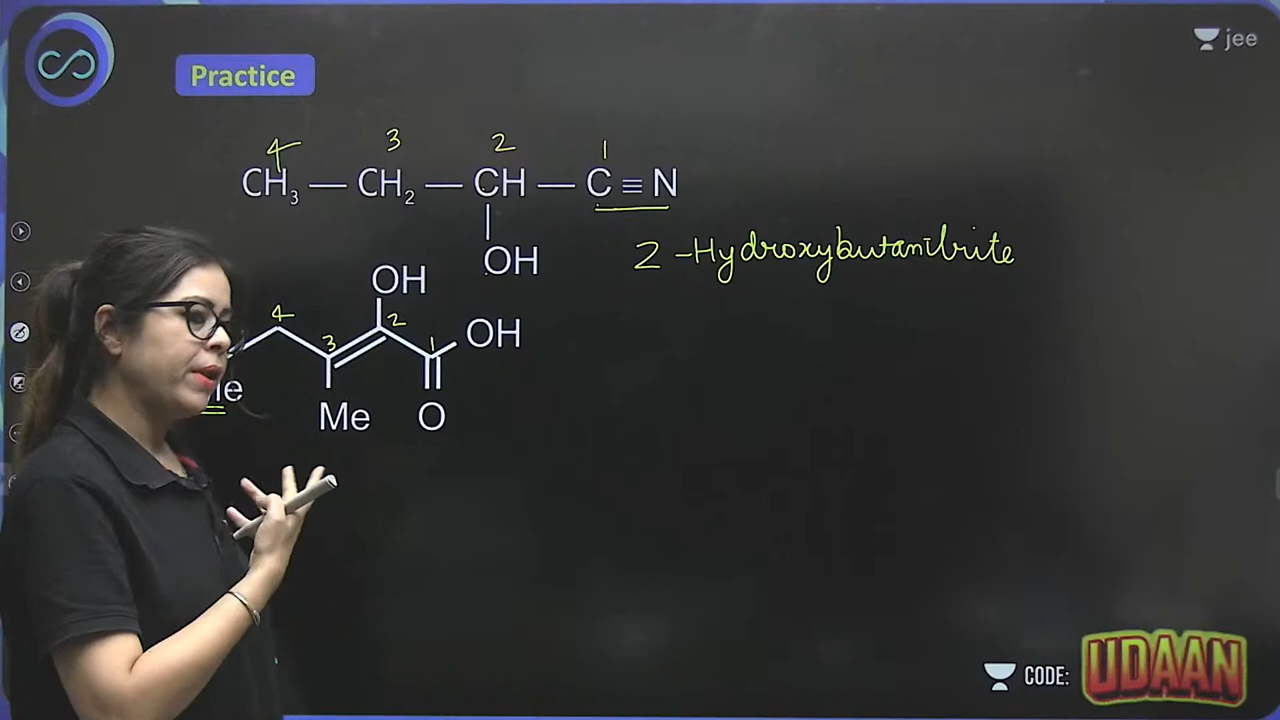 jee
Practice
4 3 2 1
CH₃ — CH₂ — CH — C ≡ N
OH
2 - Hydroxybutanitrite
OH
4 3 2 1 OH
Me
Me O
CODE: UDAAN